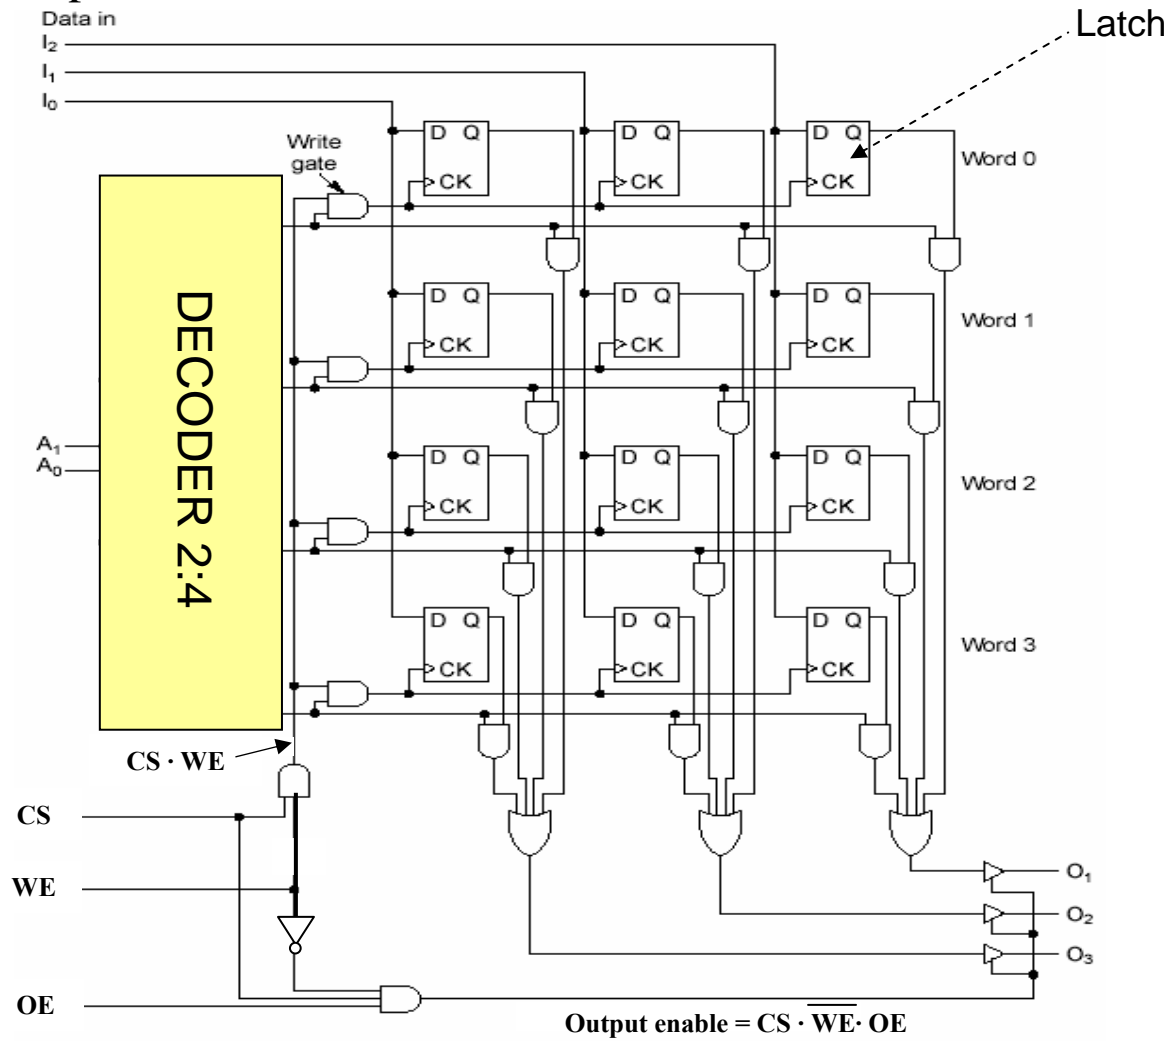 Data in
Latch
I₂
I₁
I₀
D Q
CK
D Q
CK
D Q
CK
Word 0
Write
gate
D Q
CK
D Q
CK
D Q
CK
Word 1
DECODER 2:4
A₁
A₀
D Q
CK
D Q
CK
D Q
CK
Word 2
D Q
CK
D Q
CK
D Q
CK
Word 3
CS · WE
CS
WE
OE
O₁
O₂
O₃
Output enable = CS · W̅E̅ · OE